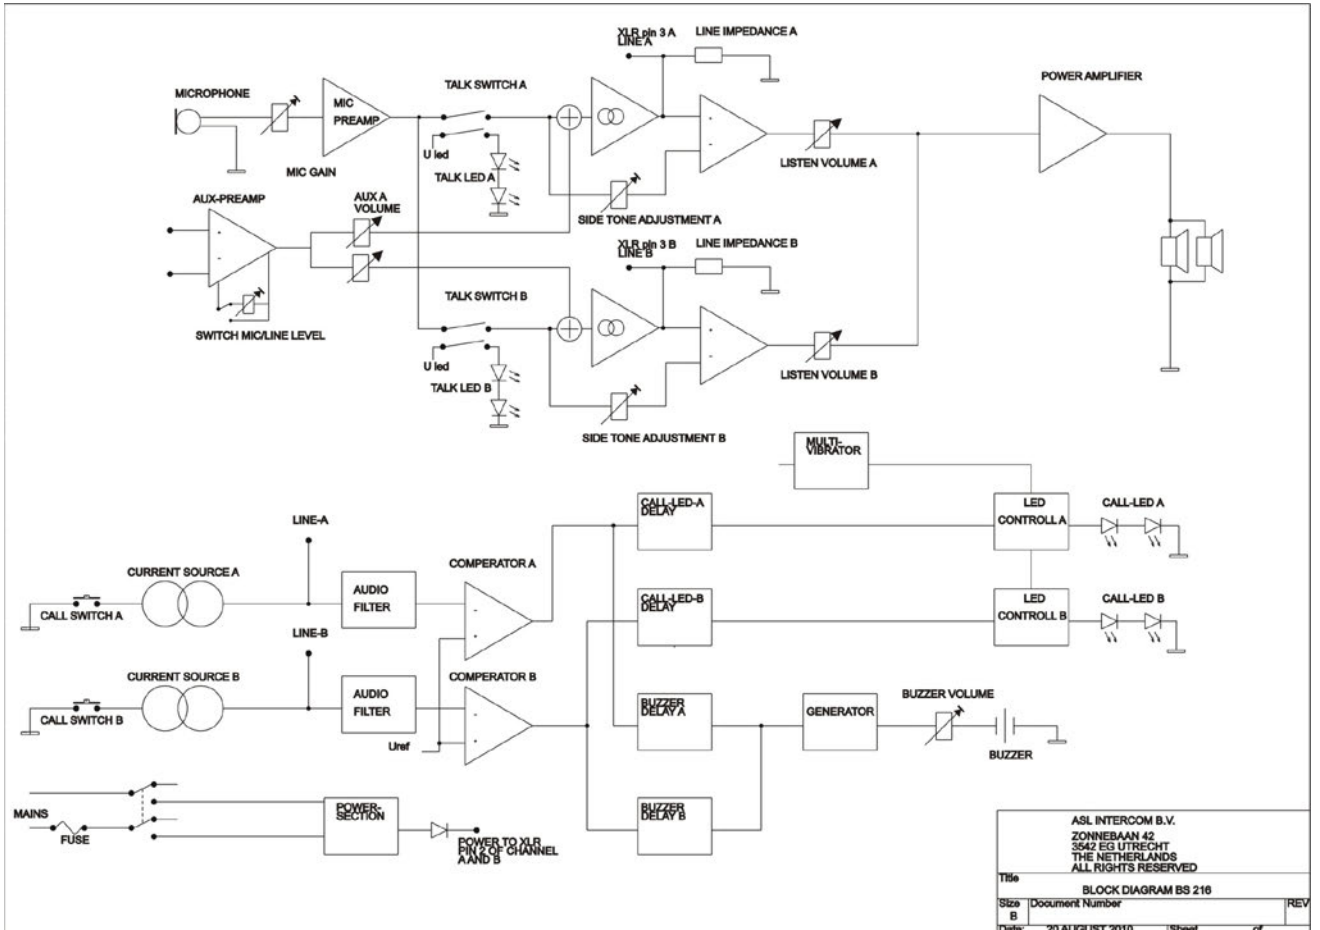 XLR pin 3 A
LINE A
LINE IMPEDANCE A
POWER AMPLIFIER
MICROPHONE
MIC
PREAMP
TALK SWITCH A
MIC GAIN
U led
TALK LED A
LISTEN VOLUME A
AUX-PREAMP
AUX A
VOLUME
SIDE TONE ADJUSTMENT A
XLR pin 3 B
LINE B
LINE IMPEDANCE B
TALK SWITCH B
SWITCH MIC/LINE LEVEL
U led
TALK LED B
LISTEN VOLUME B
SIDE TONE ADJUSTMENT B
MULTI-
VIBRATOR
LINE-A
CALL-LED-A
DELAY
LED
CONTROLL A
CALL-LED A
CURRENT SOURCE A
COMPERATOR A
AUDIO
FILTER
CALL SWITCH A
CALL-LED-B
DELAY
LED
CONTROLL B
CALL-LED B
LINE-B
CURRENT SOURCE B
COMPERATOR B
AUDIO
FILTER
CALL SWITCH B
Uref
BUZZER
DELAY A
GENERATOR
BUZZER VOLUME
BUZZER
MAINS
FUSE
POWER-
SECTION
POWER TO XLR
PIN 2 OF CHANNEL
A AND B
BUZZER
DELAY B
ASL INTERCOM B.V.
ZONNEBAAN 42
3542 EG UTRECHT
THE NETHERLANDS
ALL RIGHTS RESERVED
Title
BLOCK DIAGRAM BS 216
Size
B
Document Number
REV
Date: 20 AUGUST 2010 Sheet of